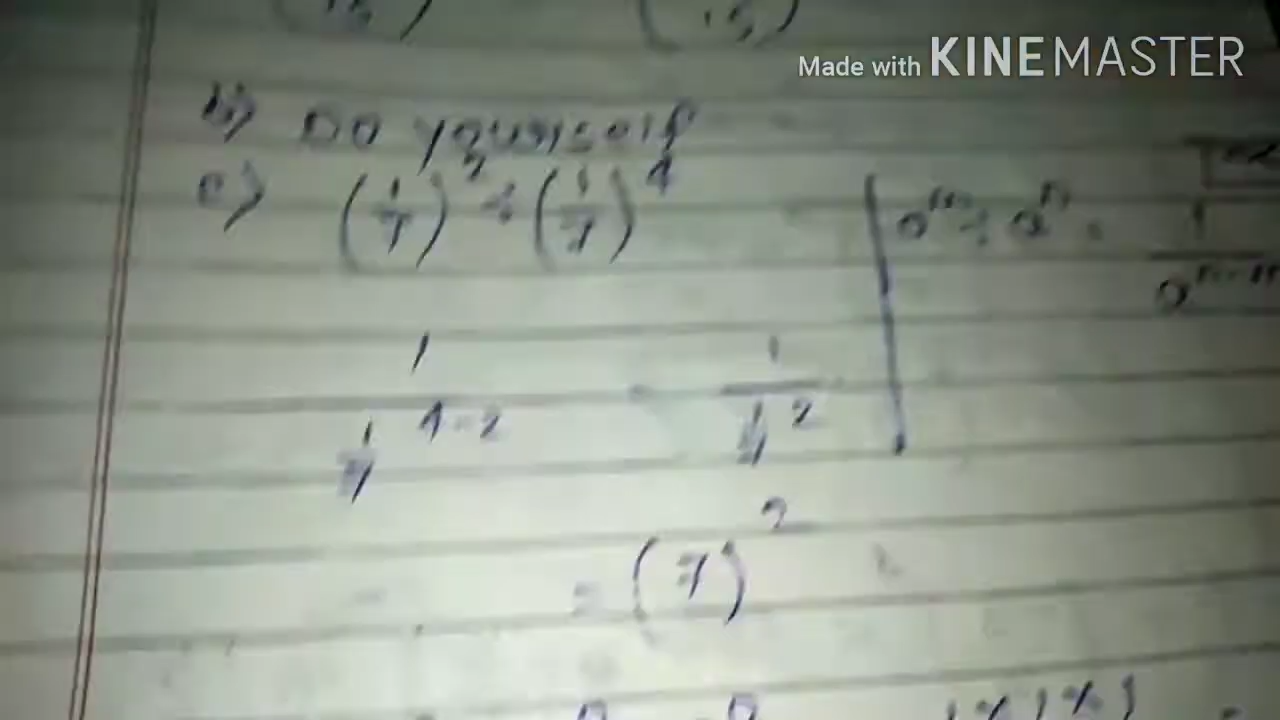 Made with KINEMASTER
b) Do yourself
c) (1/7)^2 ÷ (1/7)^4
a^m ÷ a^n = 1/a^(n-m)
1/(1/7)^(4-2) = 1/(1/7)^2
= (7)^2